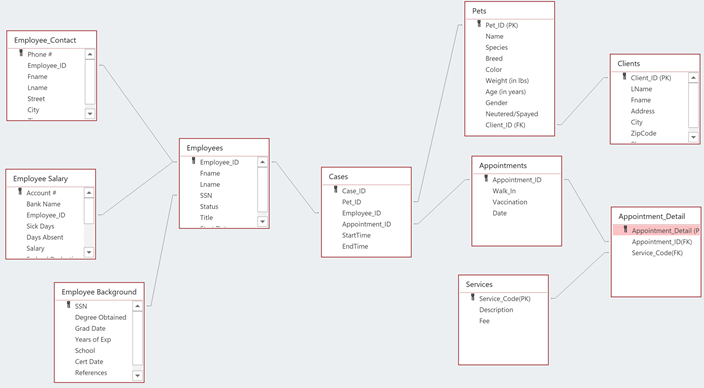 Employee_Contact
Phone #
Employee_ID
Fname
Lname
Street
City
Employee Salary
Account #
Bank Name
Employee_ID
Sick Days
Days Absent
Salary
Employee Background
SSN
Degree Obtained
Grad Date
Years of Exp
School
Cert Date
References
Employees
Employee_ID
Fname
Lname
SSN
Status
Title
Cases
Case_ID
Pet_ID
Employee_ID
Appointment_ID
StartTime
EndTime
Pets
Pet_ID (PK)
Name
Species
Breed
Color
Weight (in lbs)
Age (in years)
Gender
Neutered/Spayed
Client_ID (FK)
Appointments
Appointment_ID
Walk_In
Vaccination
Date
Services
Service_Code(PK)
Description
Fee
Clients
Client_ID (PK)
LName
Fname
Address
City
ZipCode
Appointment_Detail
Appointment_Detail (P
Appointment_ID(FK)
Service_Code(FK)